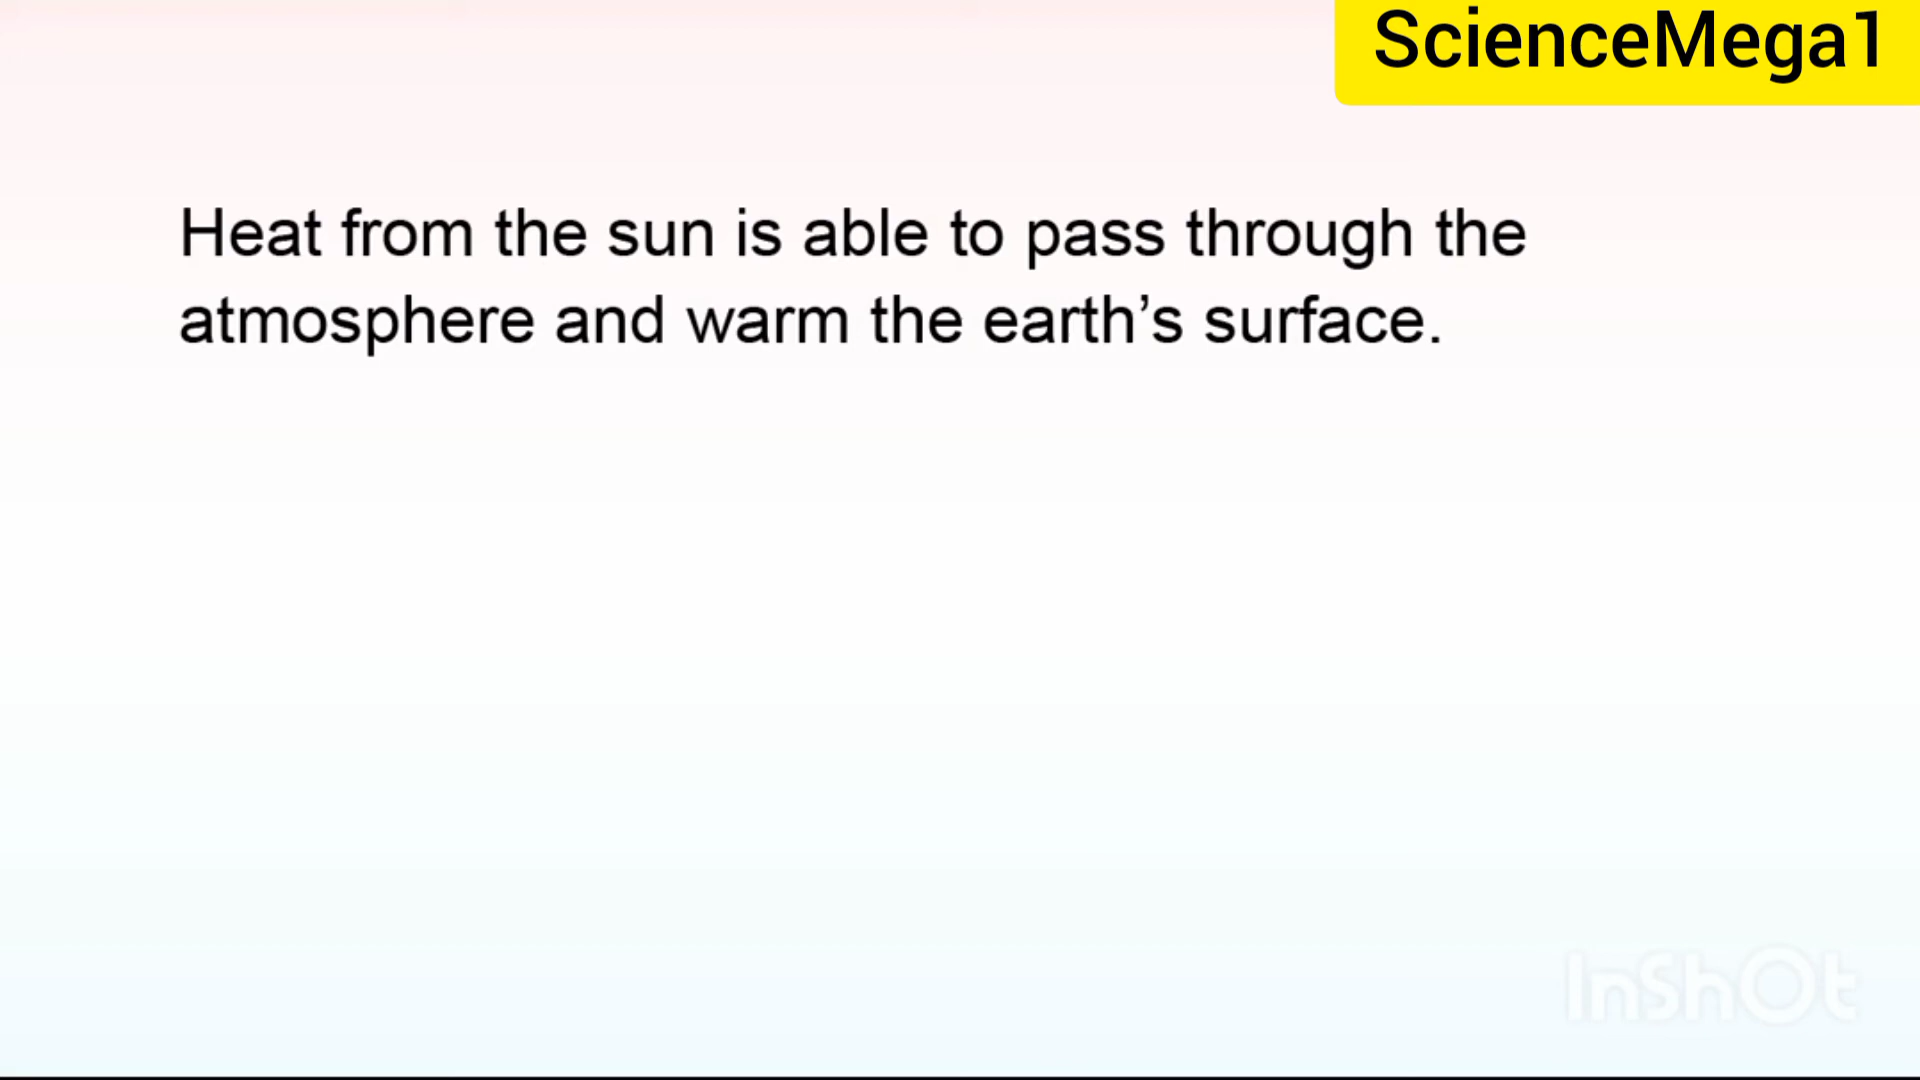 ScienceMega1
Heat from the sun is able to pass through the
atmosphere and warm the earth’s surface.
InShOt